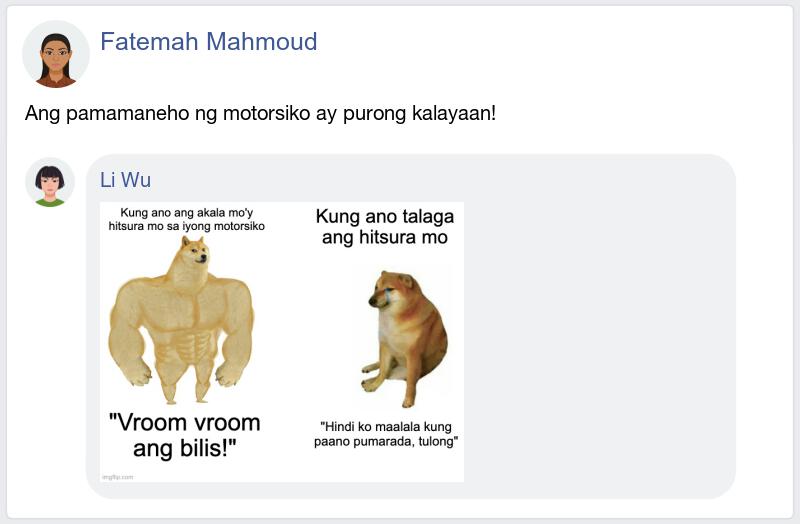 Fatemah Mahmoud
Ang pamamaneho ng motorsiko ay purong kalayaan!
Li Wu
Kung ano ang akala mo'y
hitsura mo sa iyong motorsiko
"Vroom vroom
ang bilis!"
Kung ano talaga
ang hitsura mo
"Hindi ko maalala kung
paano pumarada, tulong"
imgflip.com